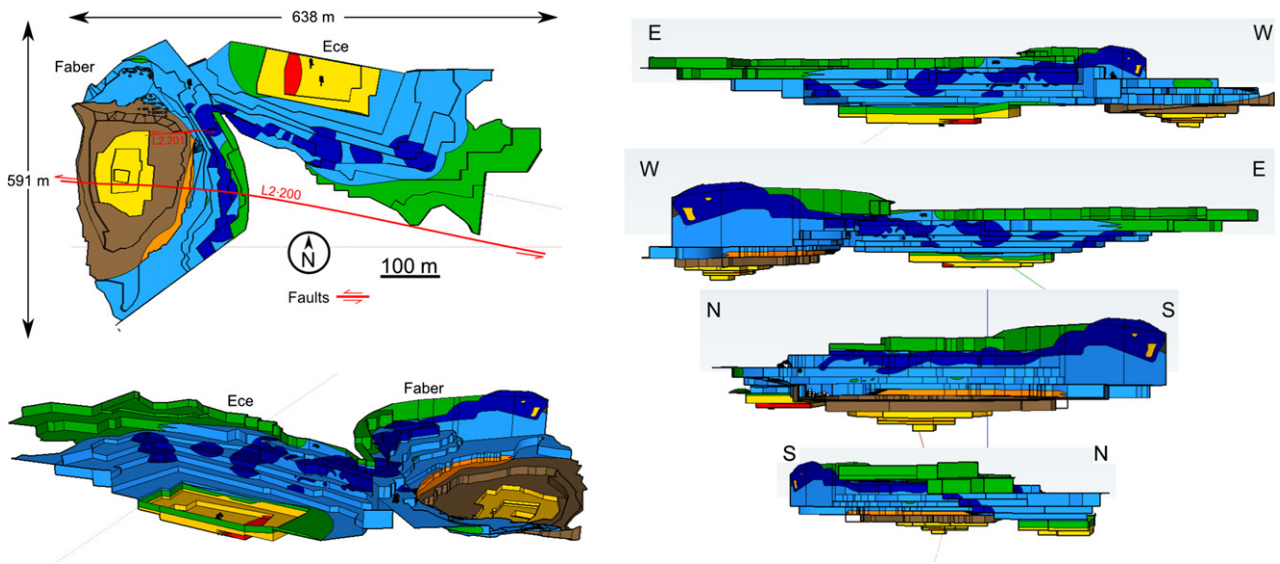 638 m
Ece
Faber
L2.201
591 m
L2·200
N
100 m
Faults
Ece
Faber
E
W
W
E
N
S
S
N